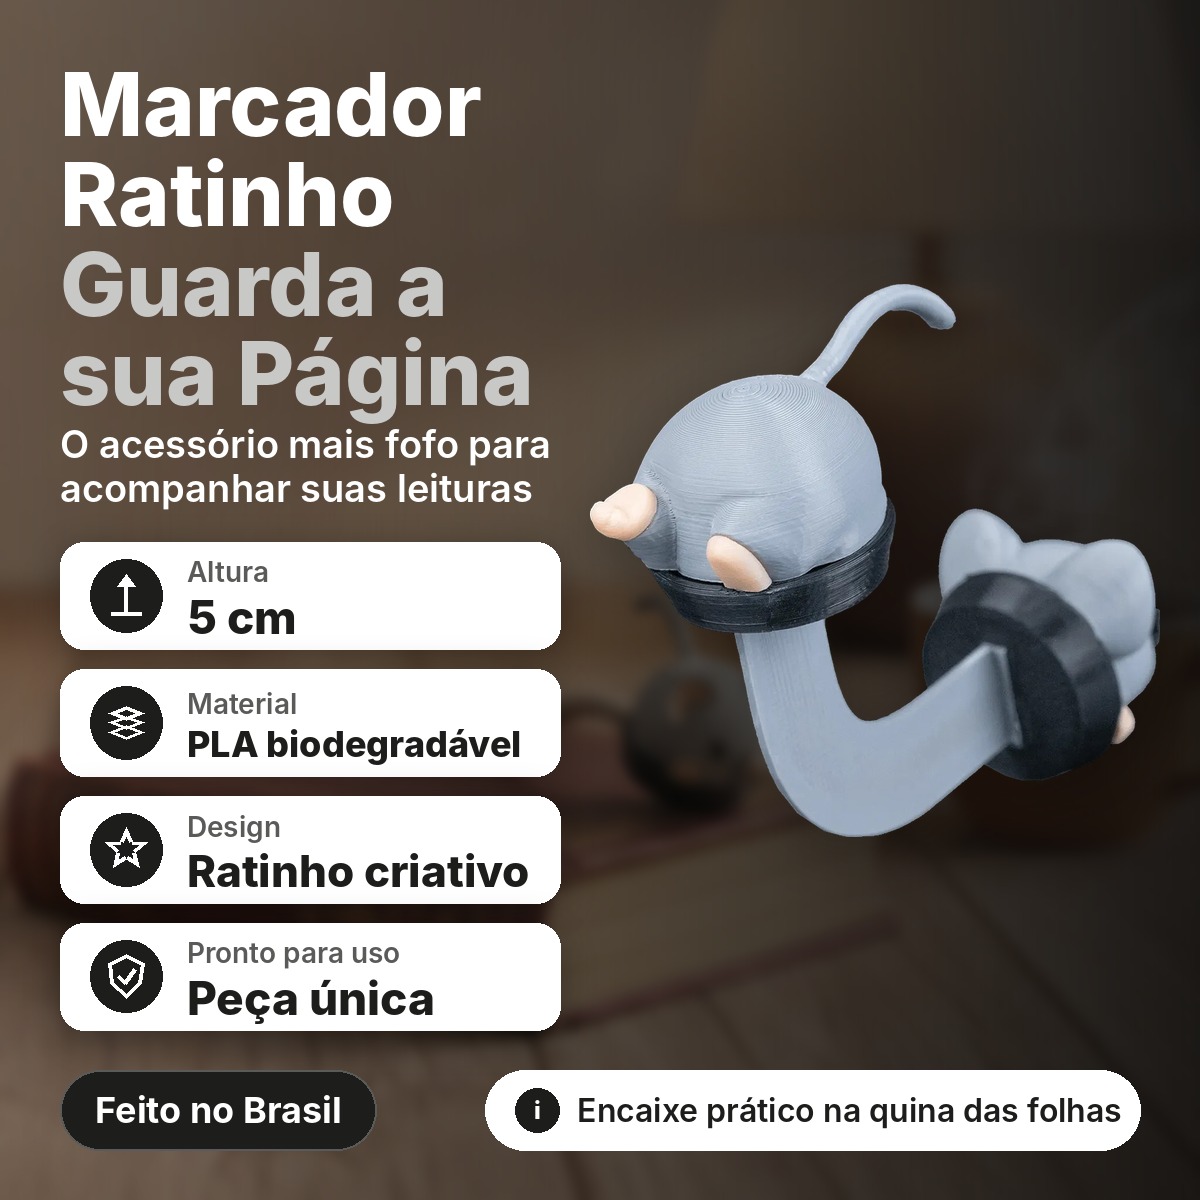 Marcador
Ratinho
Guarda a
sua Página
O acessório mais fofo para
acompanhar suas leituras
Altura
5 cm
Material
PLA biodegradável
Design
Ratinho criativo
Pronto para uso
Peça única
Feito no Brasil
i Encaixe prático na quina das folhas